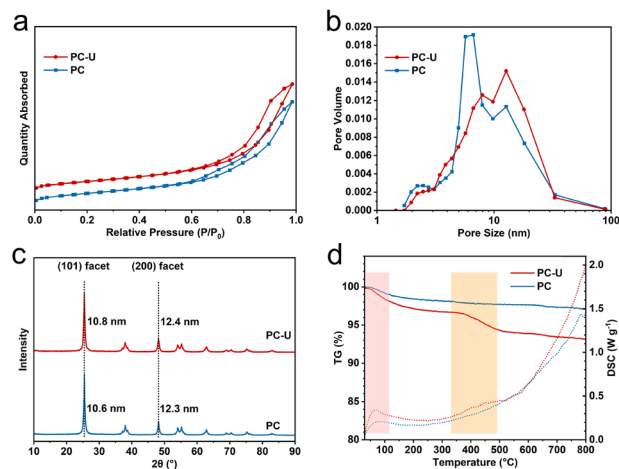 a
PC-U
PC
Quantity Absorbed
0.0 0.2 0.4 0.6 0.8 1.0
Relative Pressure (P/P0)
b
PC-U
PC
Pore Volume
0.020
0.018
0.016
0.014
0.012
0.010
0.008
0.006
0.004
0.002
0.000
1 10 100
Pore Size (nm)
c
(101) facet (200) facet
10.8 nm 12.4 nm
PC-U
10.6 nm 12.3 nm
PC
Intensity
10 20 30 40 50 60 70 80 90
2θ (°)
d
PC-U
PC
TG (%)
100
95
90
85
80
DSC (W g-1)
2.0
1.5
1.0
0.5
0.0
100 200 300 400 500 600 700 800
Temperature (°C)